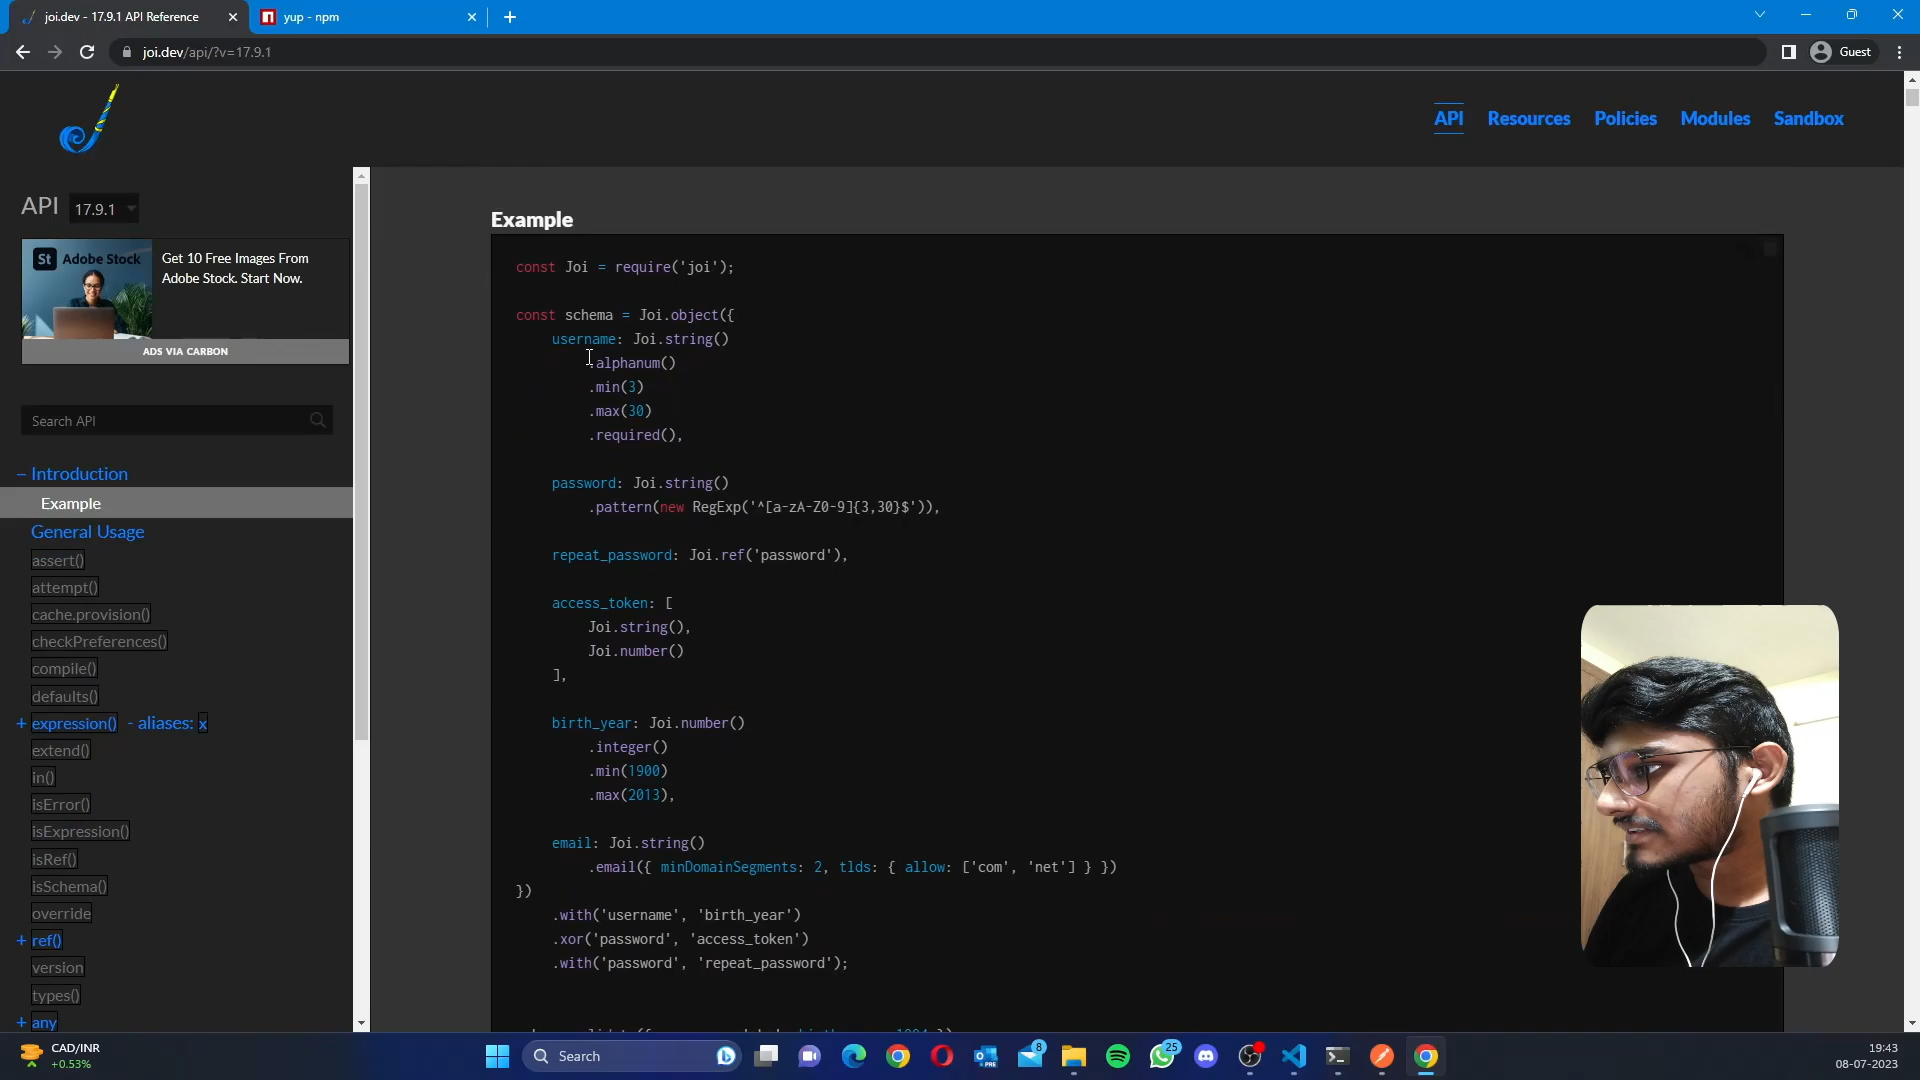 joi.dev - 17.9.1 API Reference
yup - npm
joi.dev/api/?v=17.9.1
Guest
API
Resources
Policies
Modules
Sandbox
API 17.9.1
St Adobe Stock
Get 10 Free Images From
Adobe Stock. Start Now.
ADS VIA CARBON
Search API
– Introduction
Example
General Usage
assert()
attempt()
cache.provision()
checkPreferences()
compile()
defaults()
+ expression() - aliases: x
extend()
in()
isError()
isExpression()
isRef()
isSchema()
override
+ ref()
version
types()
+ any
Example
const Joi = require('joi');
const schema = Joi.object({
username: Joi.string()
.alphanum()
.min(3)
.max(30)
.required(),
password: Joi.string()
.pattern(new RegExp('^[a-zA-Z0-9]{3,30}$')),
repeat_password: Joi.ref('password'),
access_token: [
Joi.string(),
Joi.number()
],
birth_year: Joi.number()
.integer()
.min(1900)
.max(2013),
email: Joi.string()
.email({ minDomainSegments: 2, tlds: { allow: ['com', 'net'] } })
})
.with('username', 'birth_year')
.xor('password', 'access_token')
.with('password', 'repeat_password');
CAD/INR
+0.53%
Search
PRE
8
25
19:43
08-07-2023